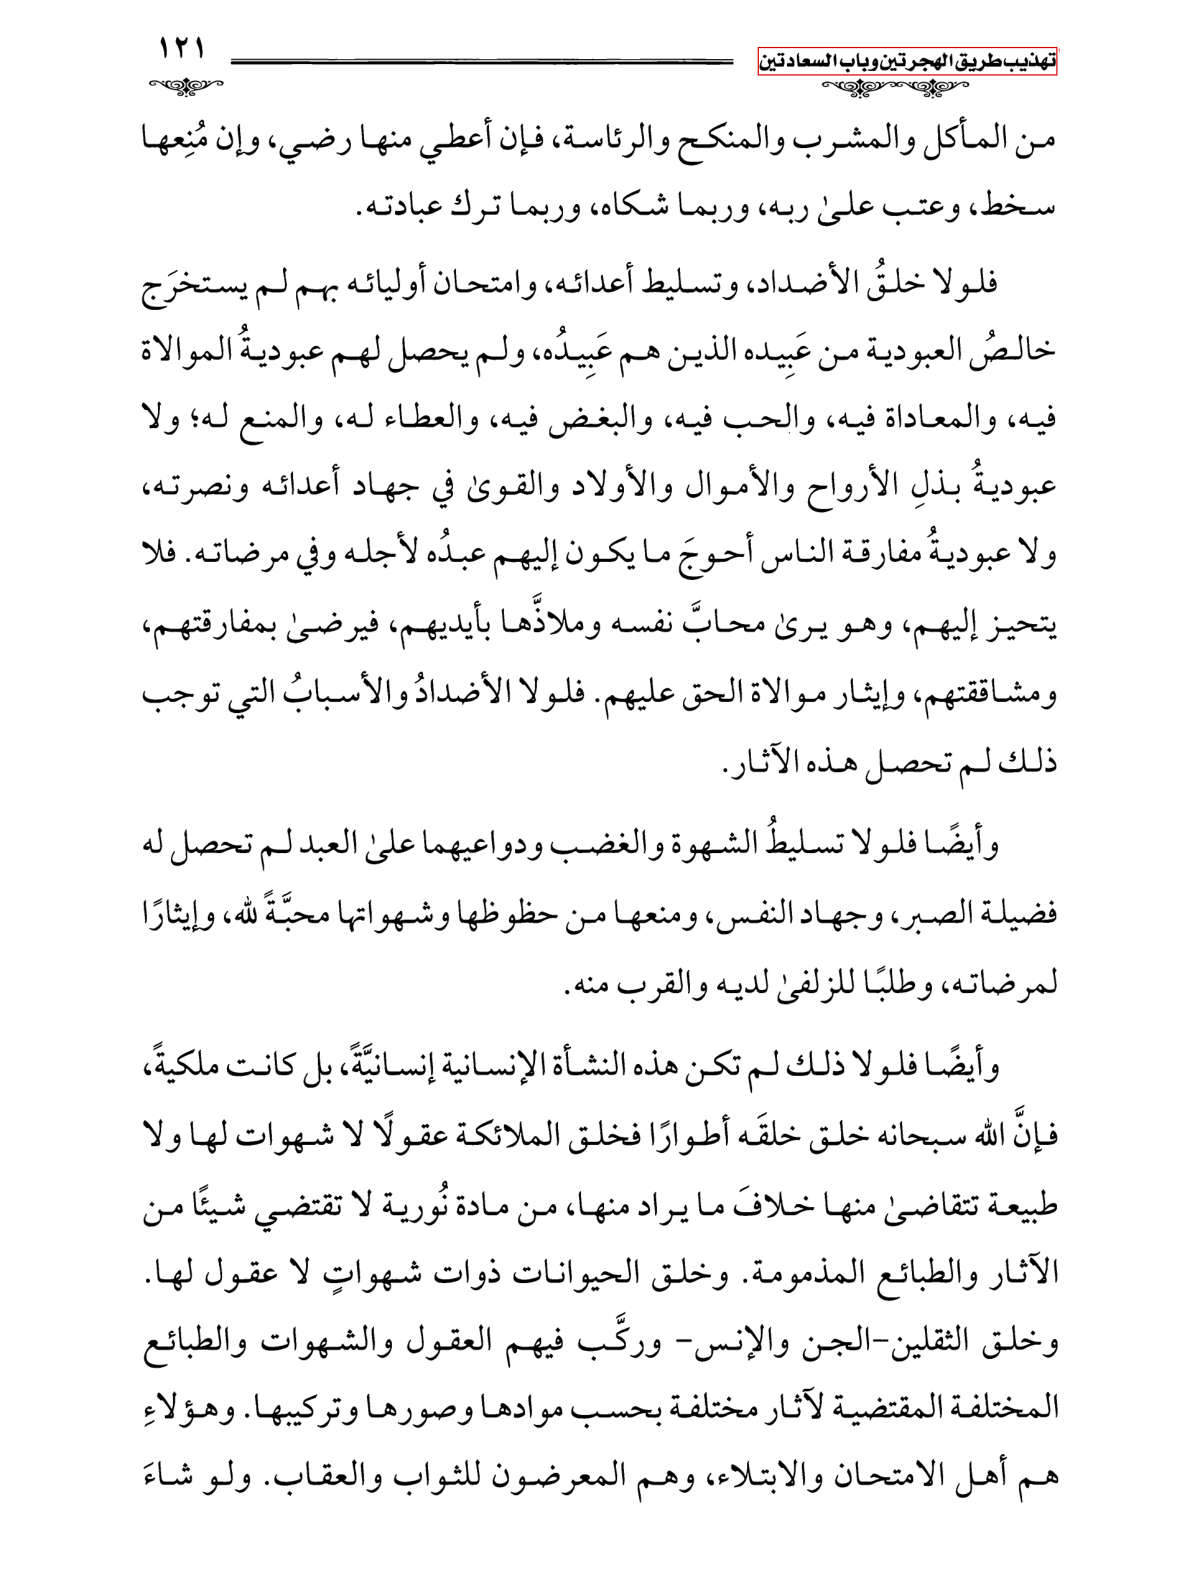 تهذيب طريق الهجرتين وباب السعادتين
١٢١
من المأكل والمشرب والمنكح والرئاسة، فإن أعطي منها رضي، وإن مُنِعها
سخط، وعتب علىٰ ربه، وربما شكاه، وربما ترك عبادته.
فلولا خلقُ الأضداد، وتسليط أعدائه، وامتحان أوليائه بهم لم يستخرَج
خالصُ العبودية من عَبِيده الذين هم عَبِيدُه، ولم يحصل لهم عبوديةُ الموالاة
فيه، والمعاداة فيه، والحب فيه، والبغض فيه، والعطاء له، والمنع له؛ ولا
عبوديةُ بذلِ الأرواح والأموال والأولاد والقوىٰ في جهاد أعدائه ونصرته،
ولا عبوديةُ مفارقة الناس أحوجَ ما يكون إليهم عبدُه لأجله وفي مرضاته. فلا
يتحيز إليهم، وهو يرىٰ محابَّ نفسه وملاذَّها بأيديهم، فيرضىٰ بمفارقتهم،
ومشاققتهم، وإيثار موالاة الحق عليهم. فلولا الأضدادُ والأسبابُ التي توجب
ذلك لم تحصل هذه الآثار.
وأيضًا فلولا تسليطُ الشهوة والغضب ودواعيهما علىٰ العبد لم تحصل له
فضيلة الصبر، وجهاد النفس، ومنعها من حظوظها وشهواتها محبَّةً لله، وإيثارًا
لمرضاته، وطلبًا للزلفىٰ لديه والقرب منه.
وأيضًا فلولا ذلك لم تكن هذه النشأة الإنسانية إنسانيَّةً، بل كانت ملكيةً،
فإنَّ الله سبحانه خلق خلقَه أطوارًا فخلق الملائكة عقولًا لا شهوات لها ولا
طبيعة تتقاضىٰ منها خلافَ ما يراد منها، من مادة نُورية لا تقتضي شيئًا من
الآثار والطبائع المذمومة. وخلق الحيوانات ذوات شهواتٍ لا عقول لها.
وخلق الثقلين-الجن والإنس- وركَّب فيهم العقول والشهوات والطبائع
المختلفة المقتضية لآثار مختلفة بحسب موادها وصورها وتركيبها. وهؤلاءِ
هم أهل الامتحان والابتلاء، وهم المعرضون للثواب والعقاب. ولو شاءَ